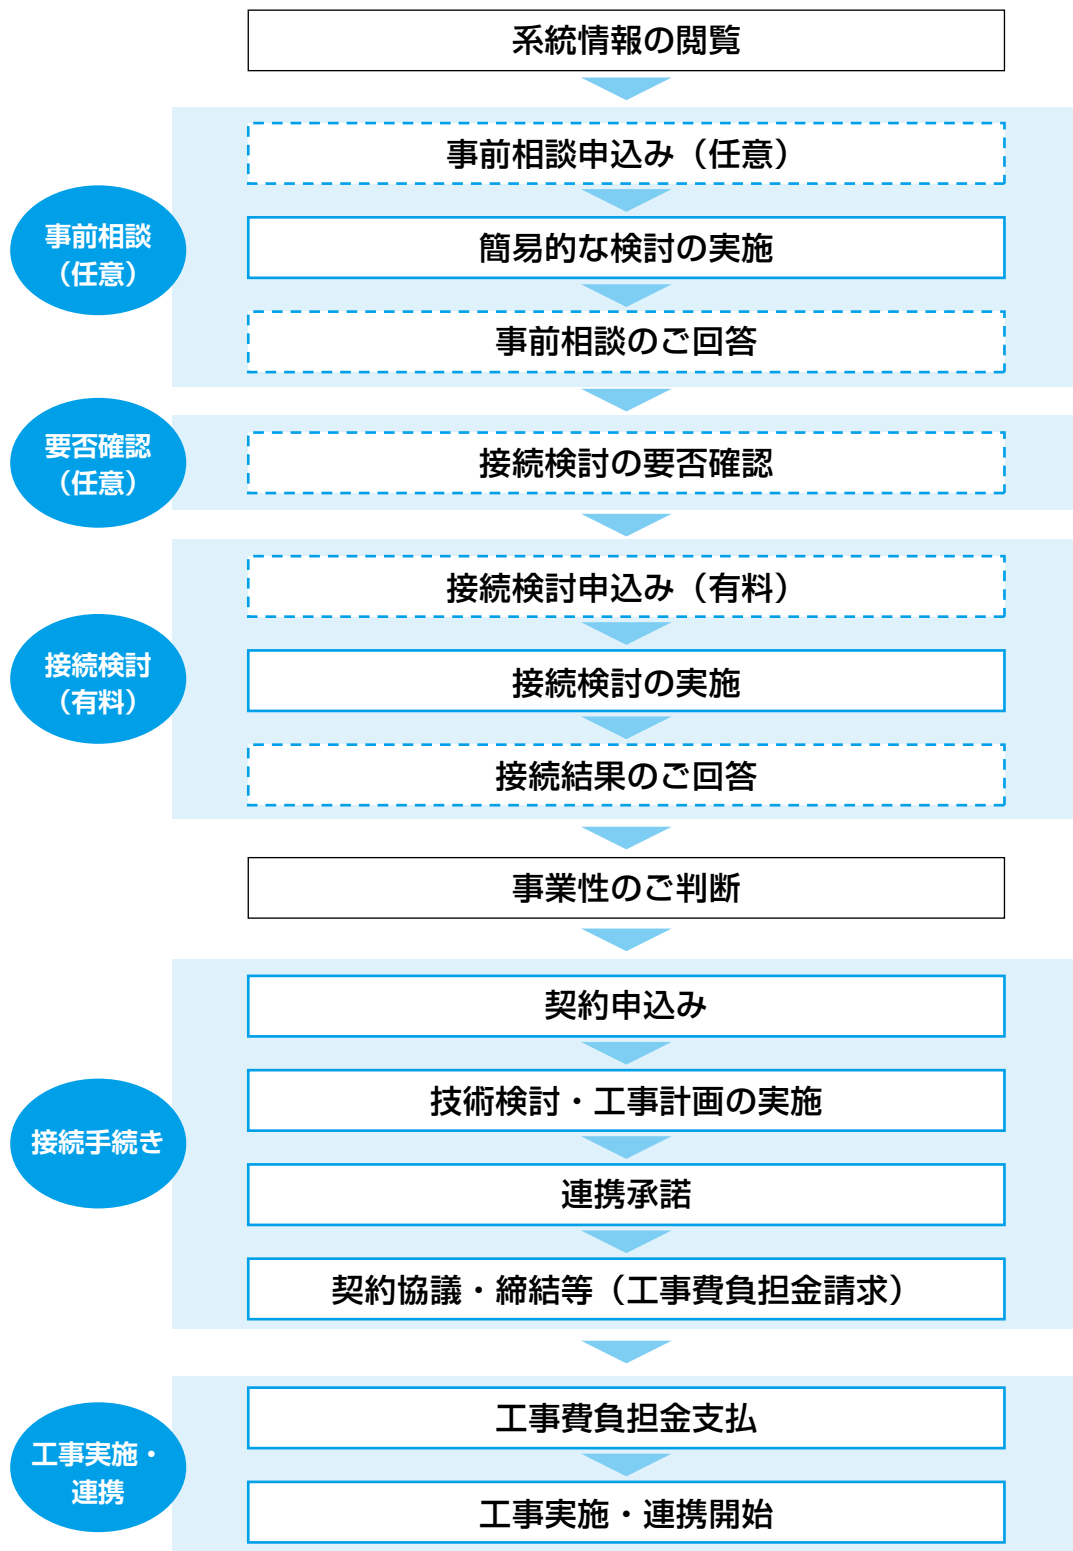 系統情報の閲覧
事前相談
（任意）
事前相談申込み（任意）
簡易的な検討の実施
事前相談のご回答
要否確認
（任意）
接続検討の要否確認
接続検討
（有料）
接続検討申込み（有料）
接続検討の実施
接続結果のご回答
事業性のご判断
接続手続き
契約申込み
技術検討・工事計画の実施
連携承諾
契約協議・締結等（工事費負担金請求）
工事実施・
連携
工事費負担金支払
工事実施・連携開始